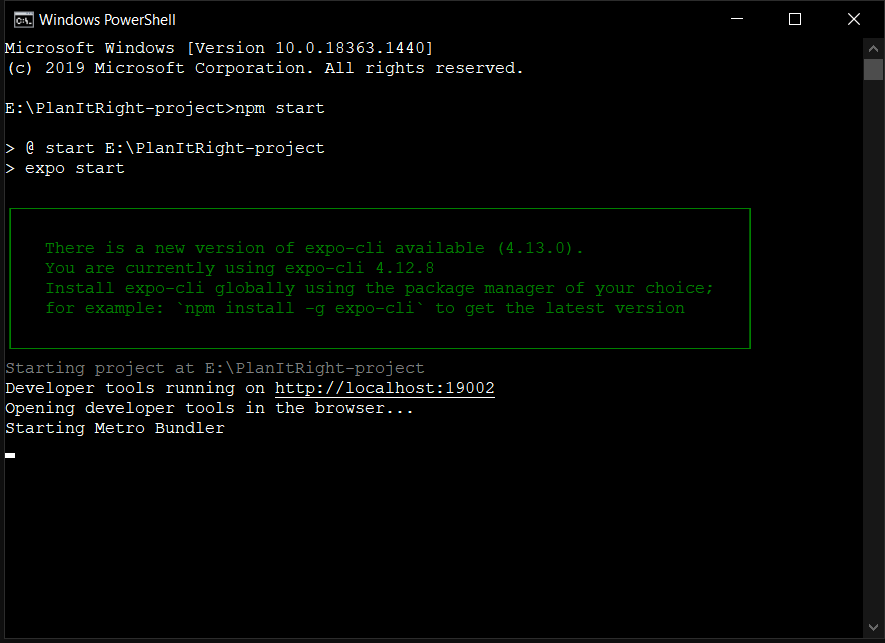 Windows PowerShell
Microsoft Windows [Version 10.0.18363.1440]
(c) 2019 Microsoft Corporation. All rights reserved.
E:\PlanItRight-project>npm start
> @ start E:\PlanItRight-project
> expo start
There is a new version of expo-cli available (4.13.0).
You are currently using expo-cli 4.12.8
Install expo-cli globally using the package manager of your choice;
for example: `npm install -g expo-cli` to get the latest version
Starting project at E:\PlanItRight-project
Developer tools running on http://localhost:19002
Opening developer tools in the browser...
Starting Metro Bundler